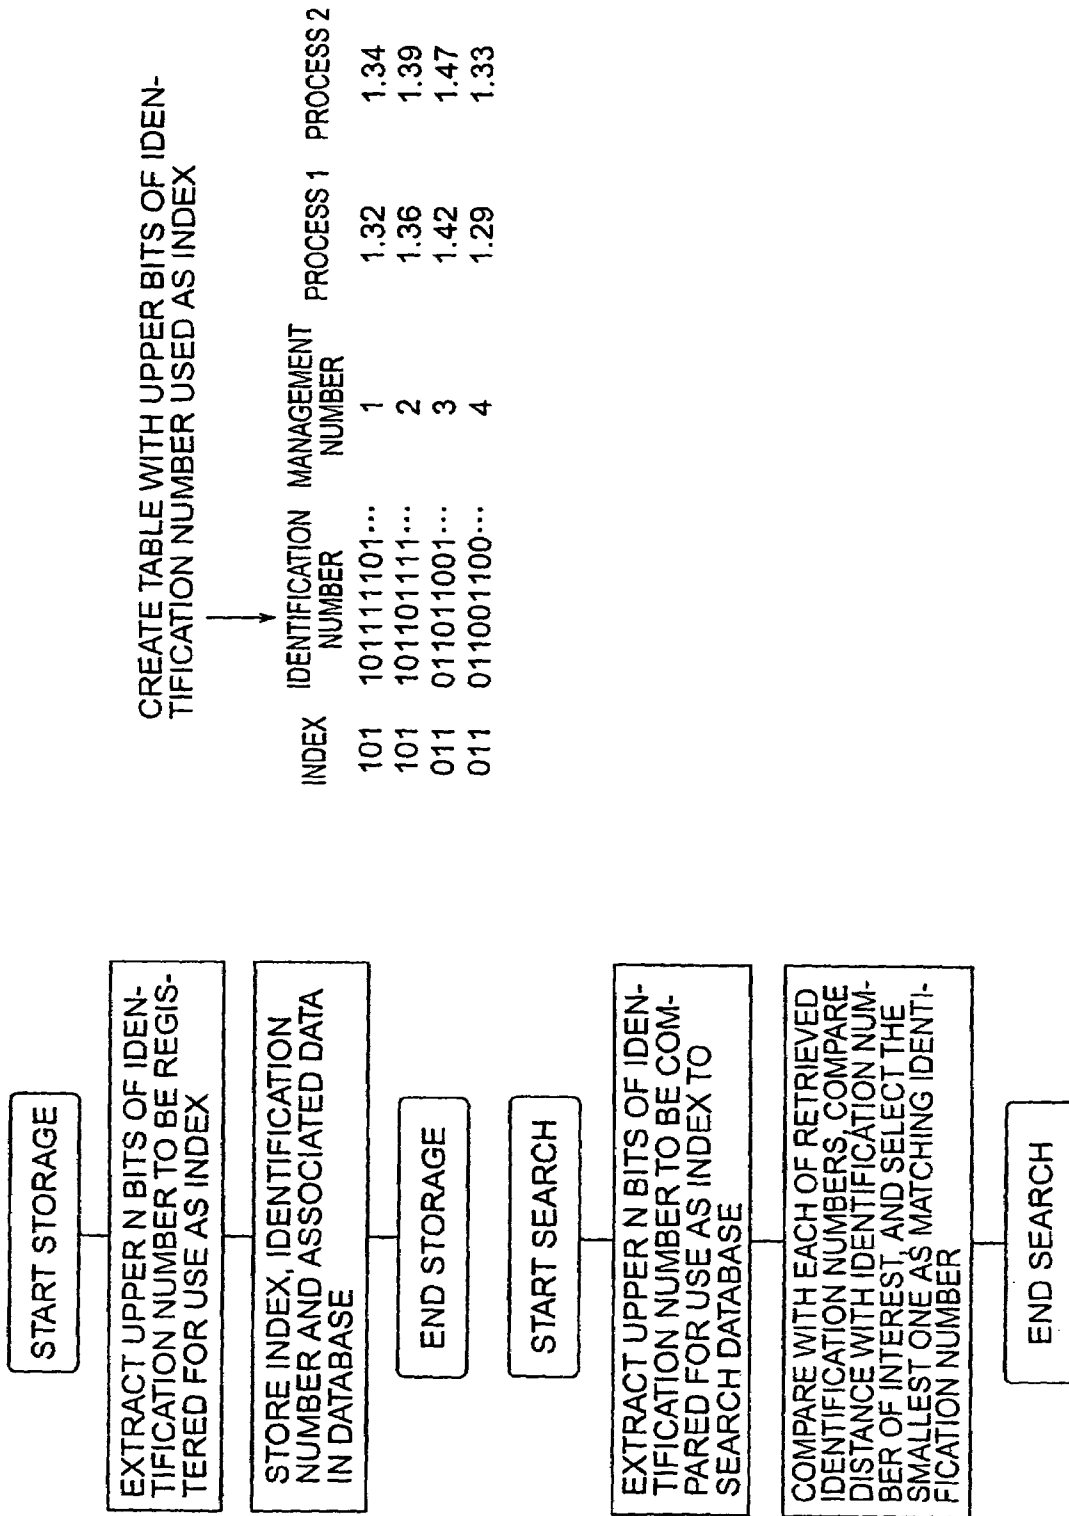 START STORAGE
EXTRACT UPPER N BITS OF IDEN-
TIFICATION NUMBER TO BE REGIS-
TERED FOR USE AS INDEX
STORE INDEX, IDENTIFICATION
NUMBER AND ASSOCIATED DATA
IN DATABASE
END STORAGE
START SEARCH
EXTRACT UPPER N BITS OF IDEN-
TIFICATION NUMBER TO BE COM-
PARED FOR USE AS INDEX TO
SEARCH DATABASE
COMPARE WITH EACH OF RETRIEVED
IDENTIFICATION NUMBERS, COMPARE
DISTANCE WITH IDENTIFICATION NUM-
BER OF INTEREST, AND SELECT THE
SMALLEST ONE AS MATCHING IDENTI-
FICATION NUMBER
END SEARCH
CREATE TABLE WITH UPPER BITS OF IDEN-
TIFICATION NUMBER USED AS INDEX
INDEX IDENTIFICATION NUMBER MANAGEMENT NUMBER PROCESS 1 PROCESS 2
101 101111101... 1 1.32 1.34
101 101101111... 2 1.36 1.39
011 011011001... 3 1.42 1.47
011 011001100... 4 1.29 1.33